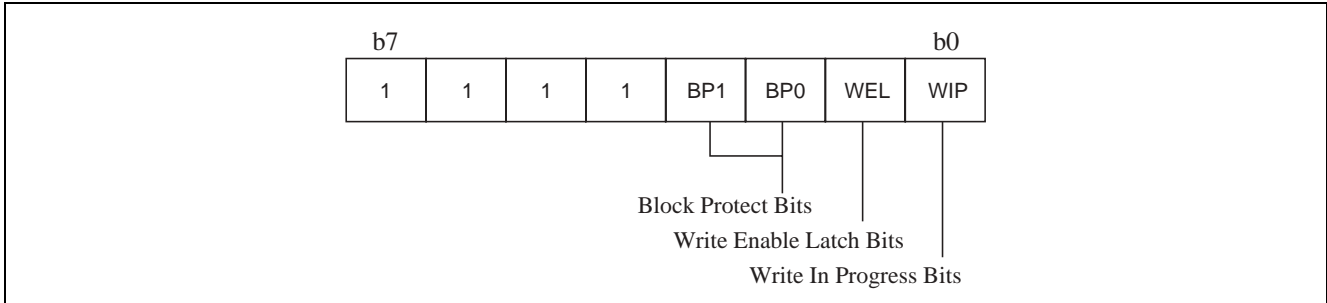 b7 b0
1 1 1 1 BP1 BP0 WEL WIP
Block Protect Bits
Write Enable Latch Bits
Write In Progress Bits